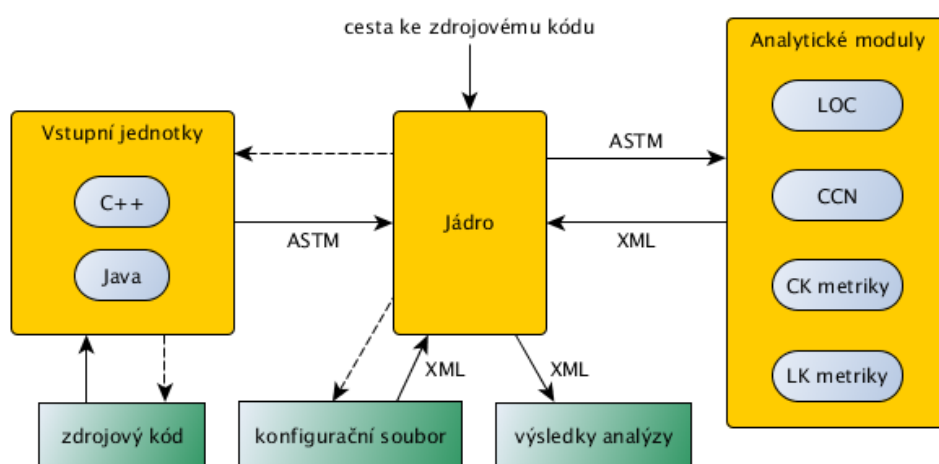 cesta ke zdrojovému kódu
Analytické moduly
LOC
Vstupní jednotky
ASTM
C++
CCN
Jádro
ASTM
XML
Java
CK metriky
XML
XML
LK metriky
zdrojový kód
konfigurační soubor
výsledky analýzy